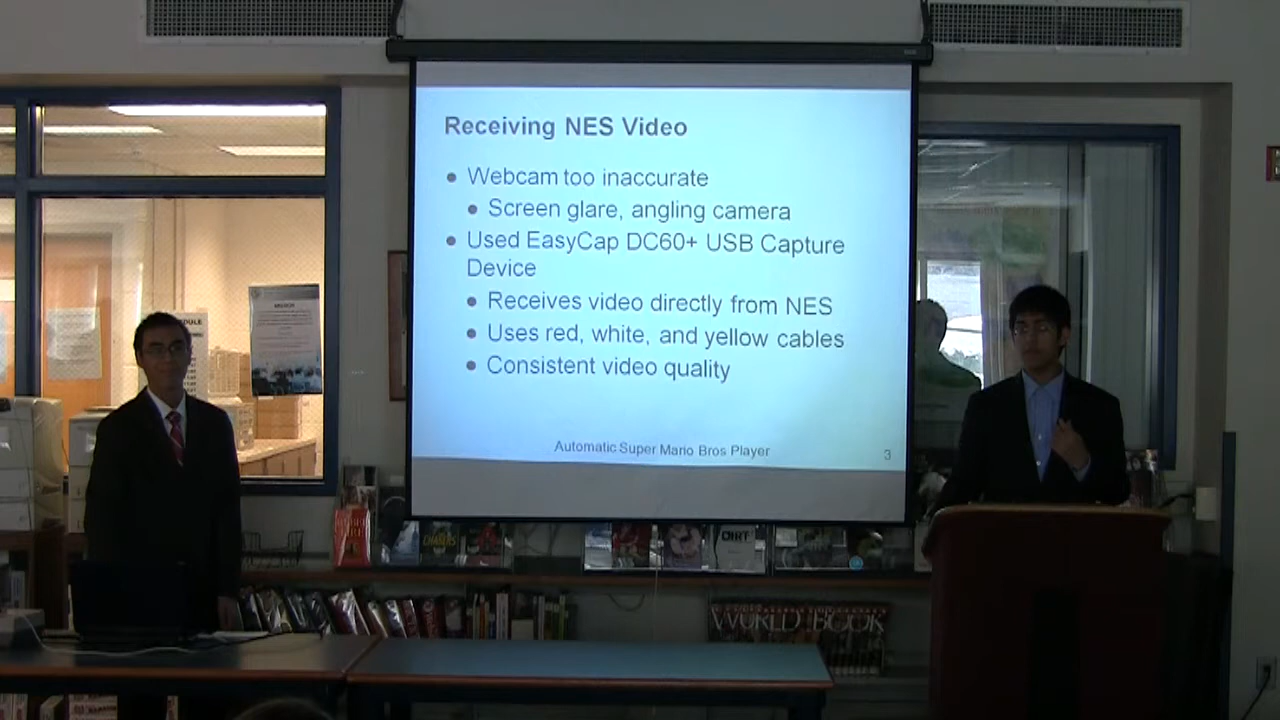 Receiving NES Video
• Webcam too inaccurate
• Screen glare, angling camera
• Used EasyCap DC60+ USB Capture
Device
• Receives video directly from NES
• Uses red, white, and yellow cables
• Consistent video quality
Automatic Super Mario Bros Player
3
DIRT
WORLD BOOK